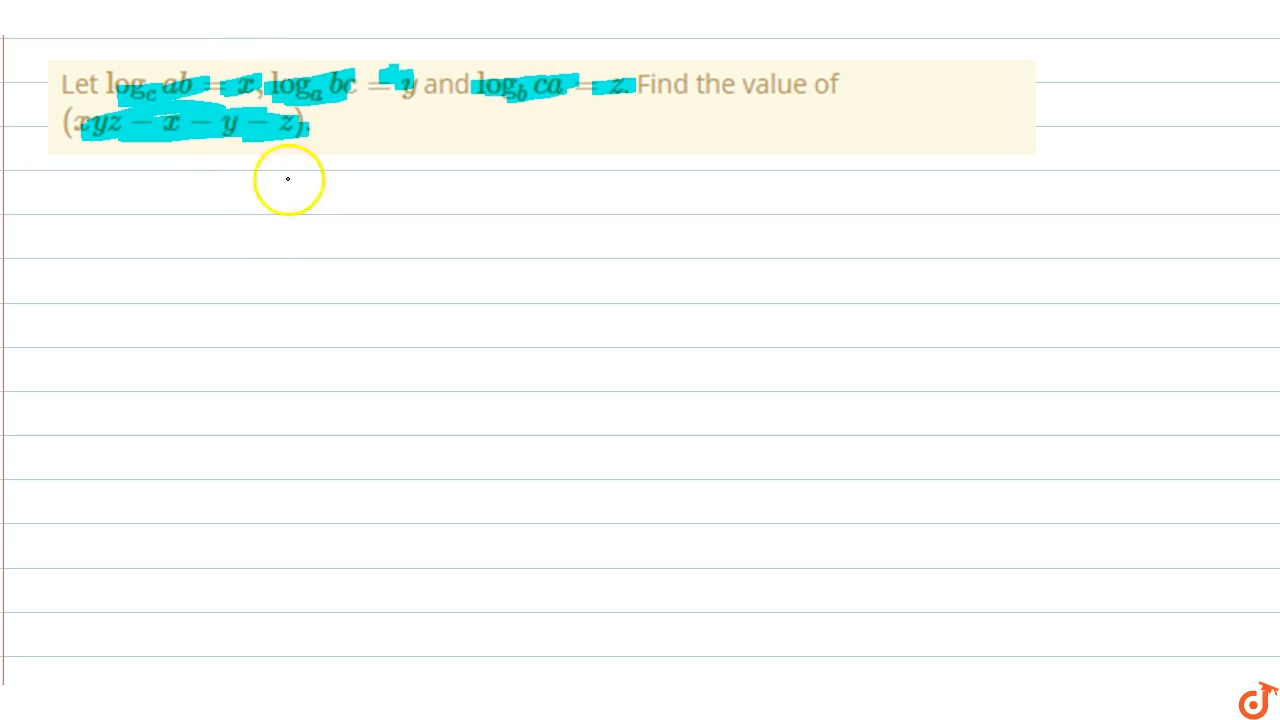 Let log_c ab = x, log_a bc = y and log_b ca = z. Find the value of
(xyz − x − y − z).